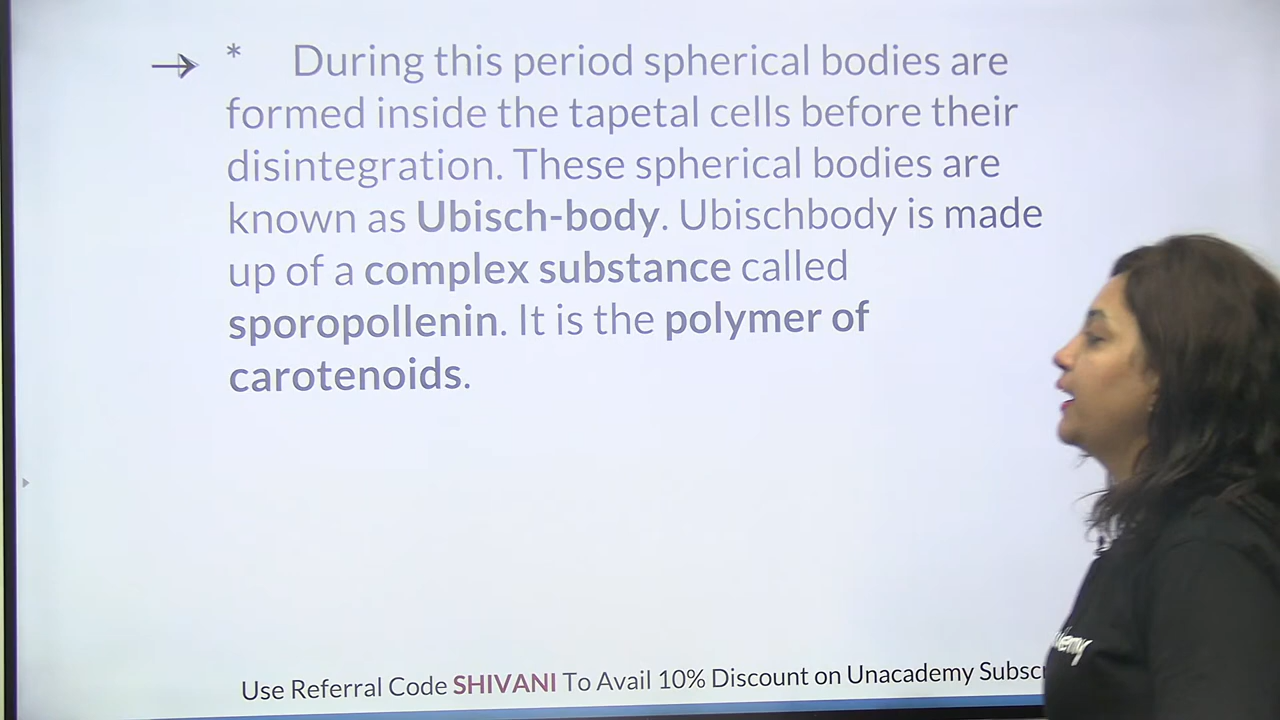 * During this period spherical bodies are
formed inside the tapetal cells before their
disintegration. These spherical bodies are
known as Ubisch-body. Ubischbody is made
up of a complex substance called
sporopollenin. It is the polymer of
carotenoids.
Use Referral Code SHIVANI To Avail 10% Discount on Unacademy